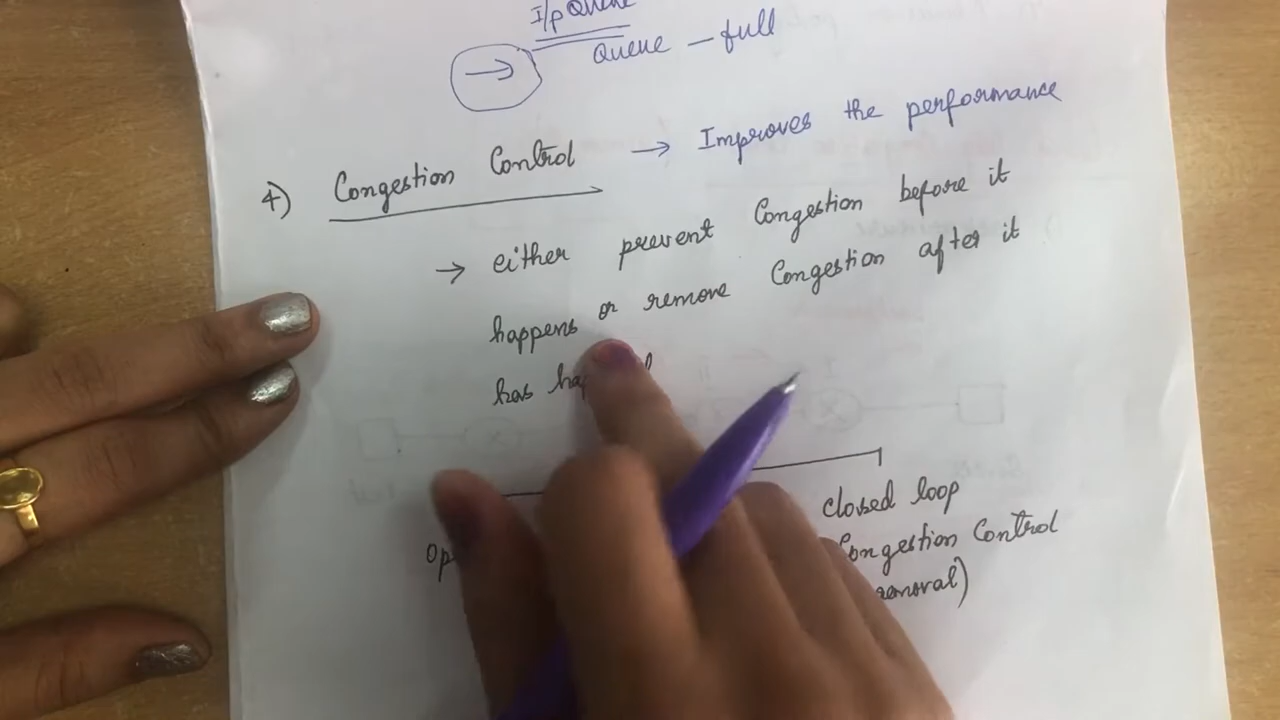 I/p Queue
→ Queue - full
4) Congestion Control → Improves the performance
→ either prevent Congestion before it
happens or remove Congestion after it
has
closed loop
Congestion Control
removal)